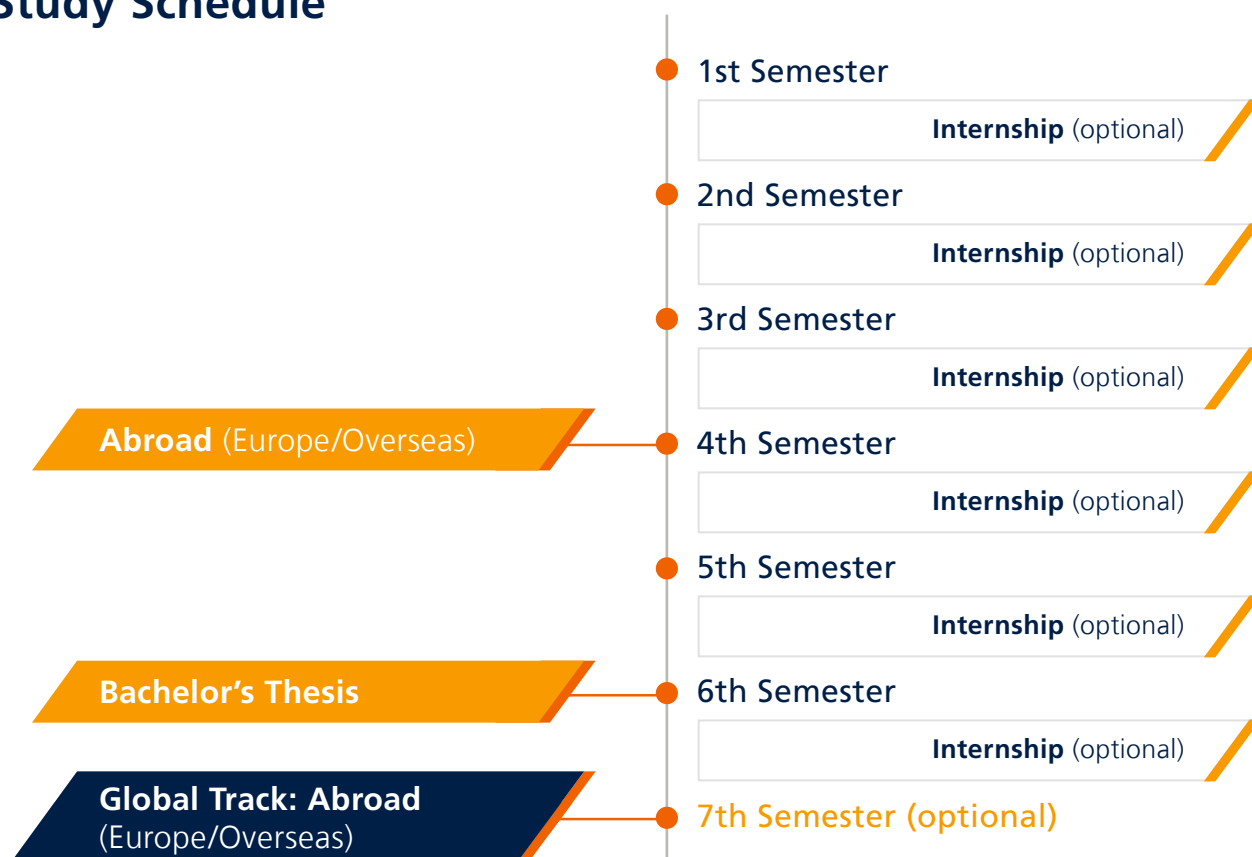 Study Schedule
1st Semester
Internship (optional)
2nd Semester
Internship (optional)
3rd Semester
Internship (optional)
Abroad (Europe/Overseas)
4th Semester
Internship (optional)
5th Semester
Internship (optional)
Bachelor’s Thesis
6th Semester
Internship (optional)
Global Track: Abroad
(Europe/Overseas)
7th Semester (optional)